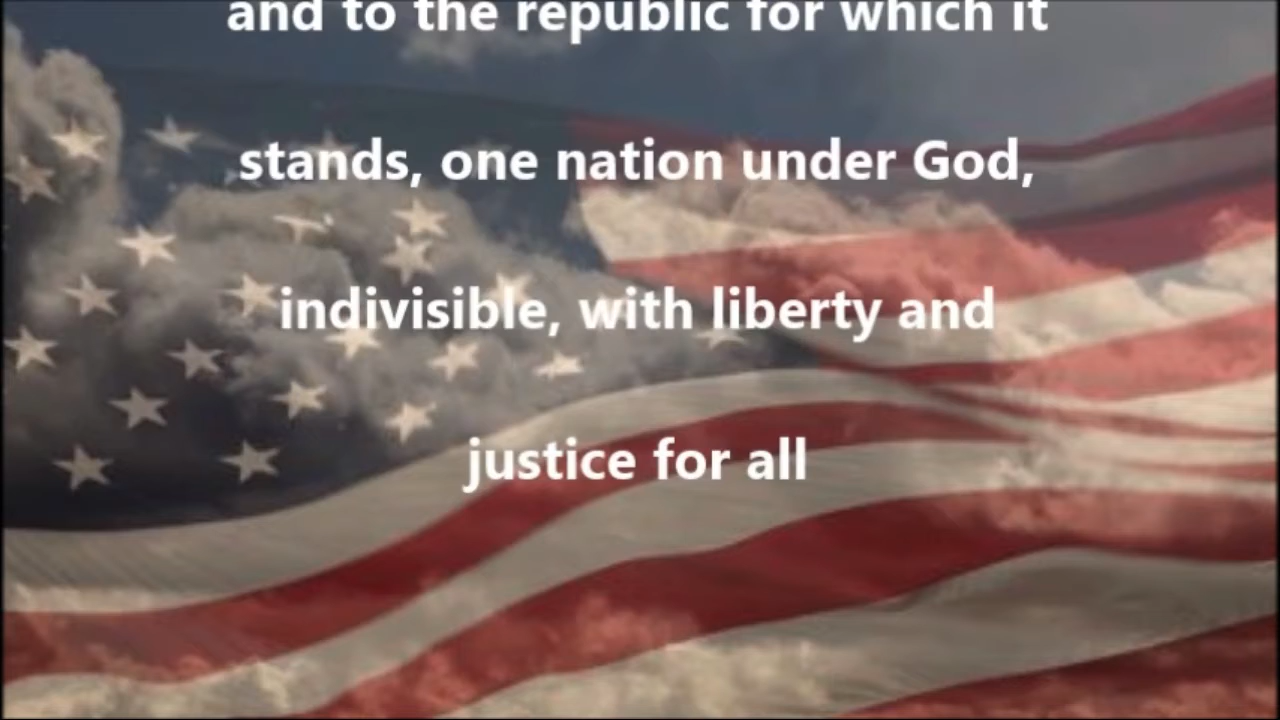 and to the republic for which it
stands, one nation under God,
indivisible, with liberty and
justice for all